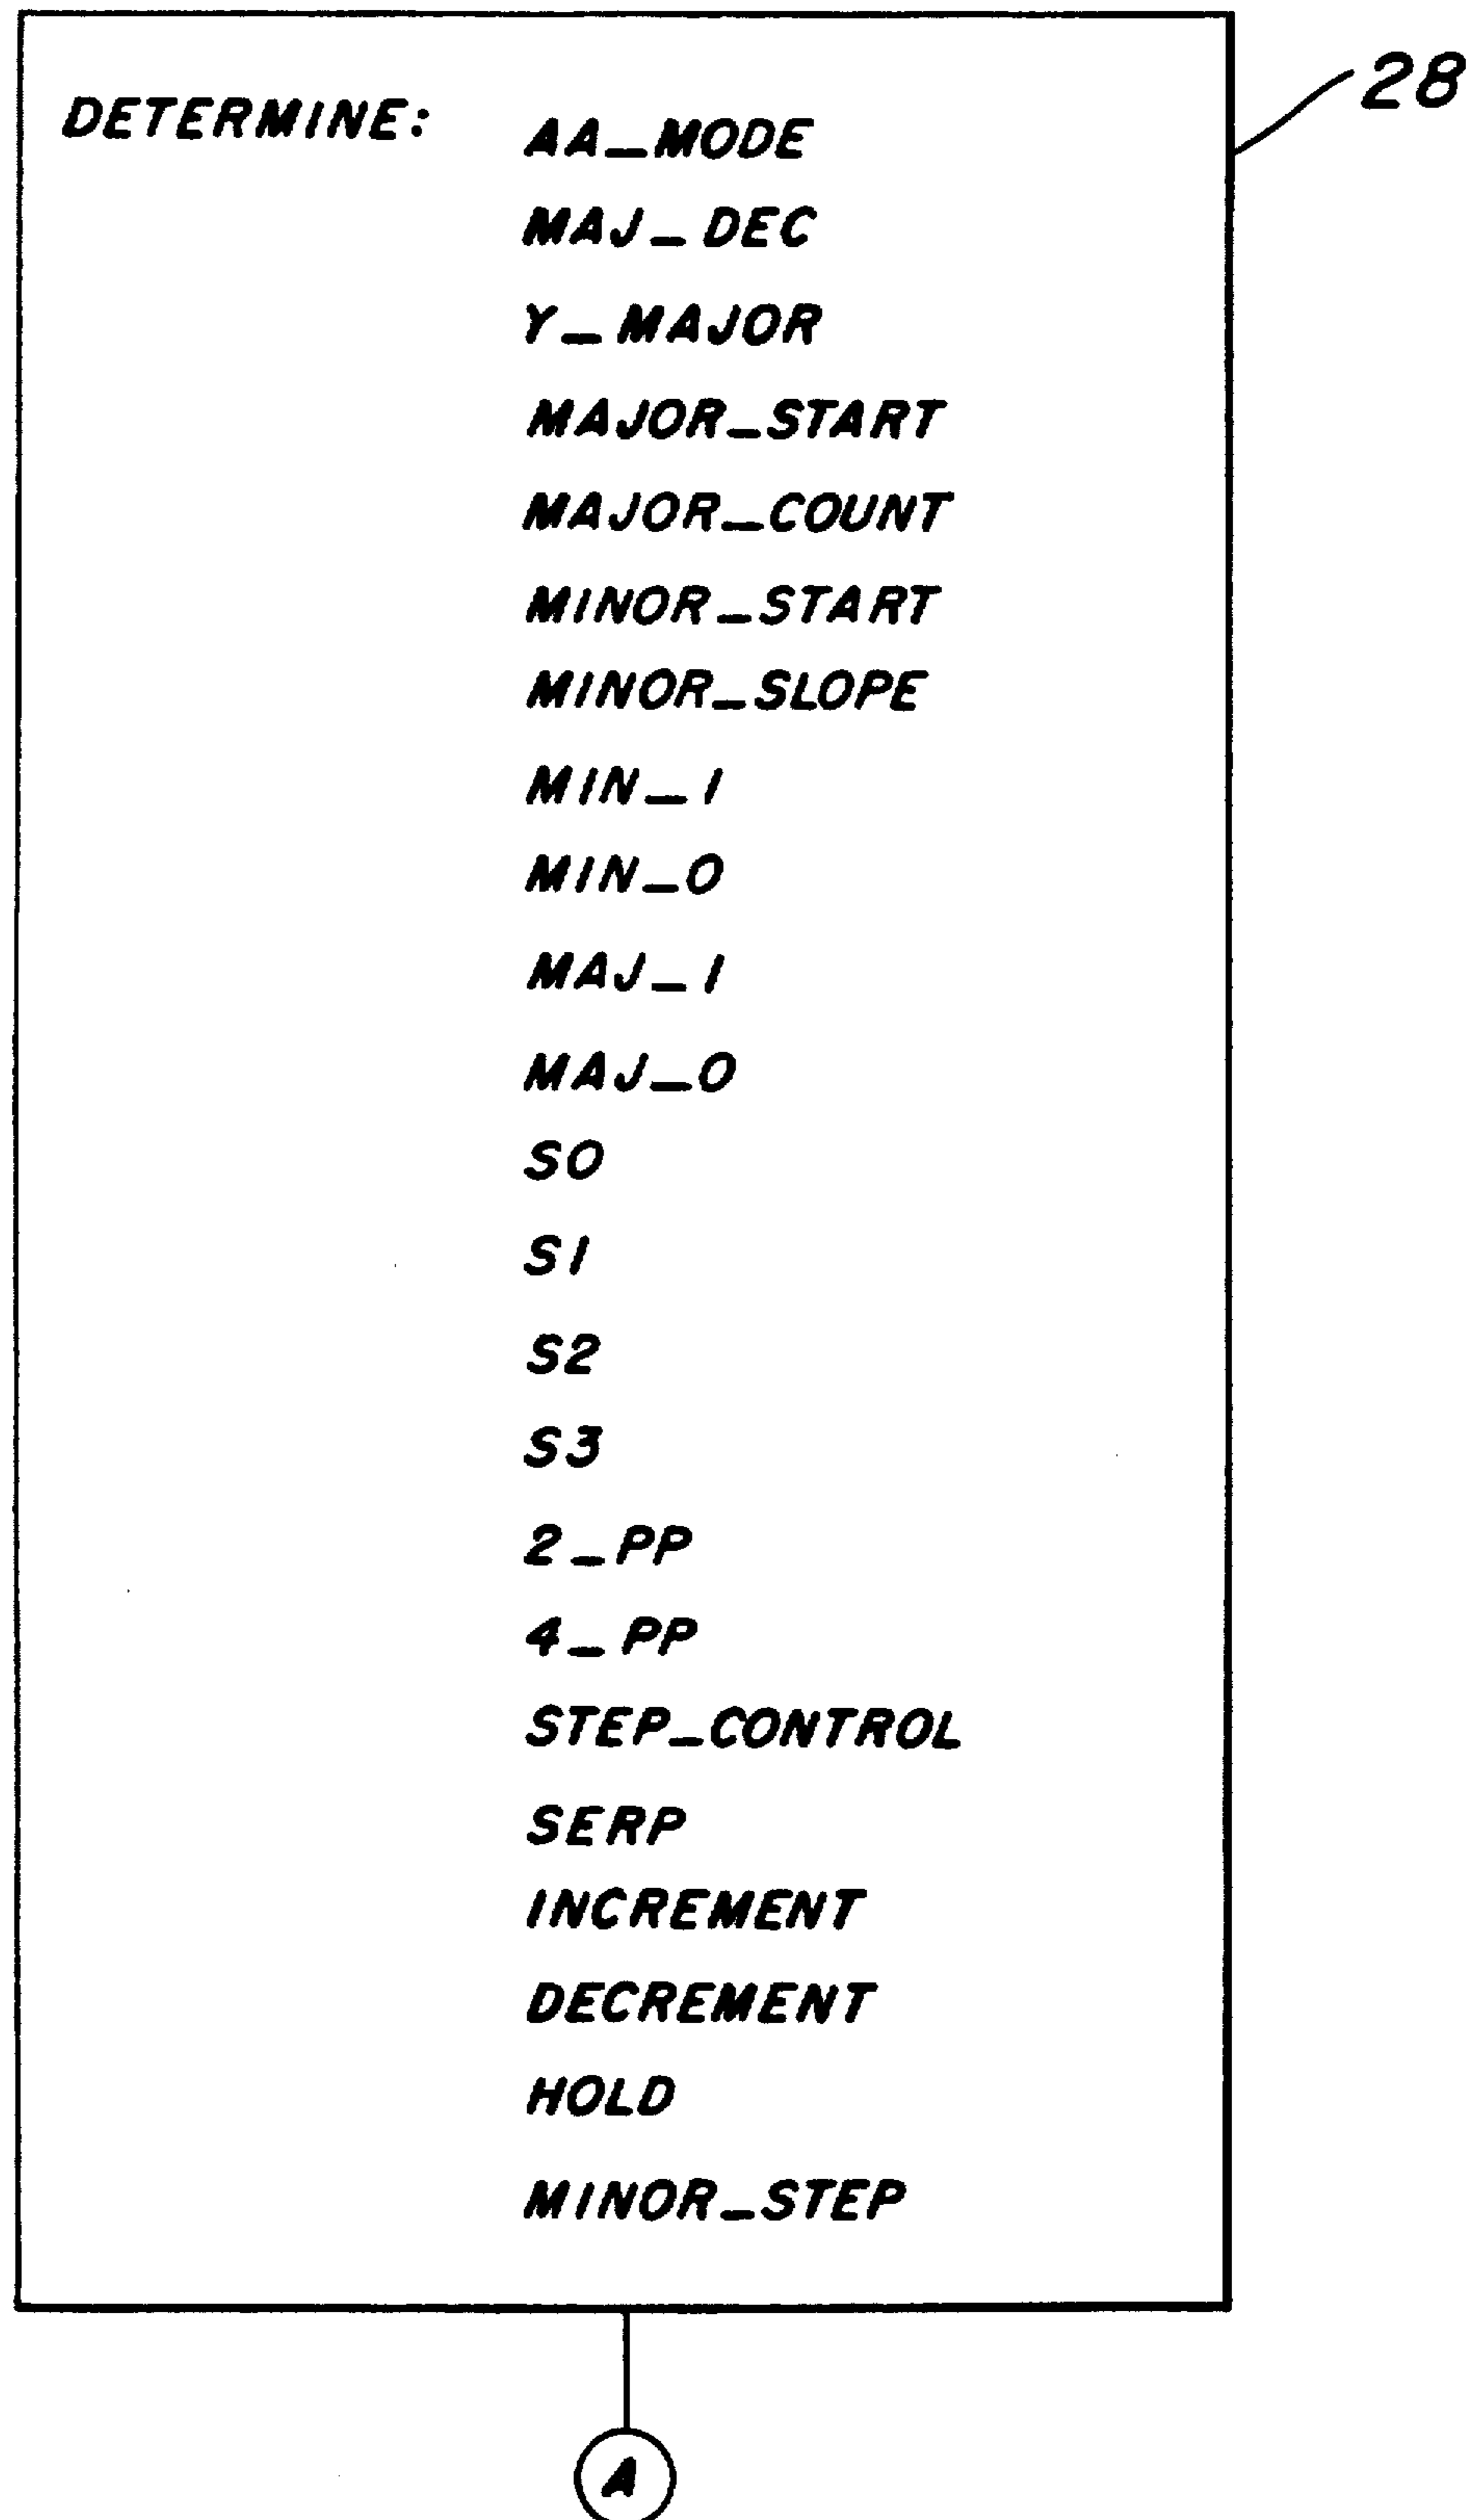 28
DETERMINE:
AA_MODE
MAJ_DEC
Y_MAJOR
MAJOR_START
MAJOR_COUNT
MINOR_START
MINOR_SLOPE
MIN_1
MIN_0
MAJ_1
MAJ_0
S0
S1
S2
S3
2_PP
4_PP
STEP_CONTROL
SERP
INCREMENT
DECREMENT
HOLD
MINOR_STEP
A